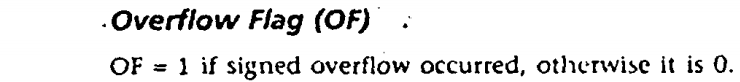 Overflow Flag (OF)
OF = 1 if signed overflow occurred, otherwise it is 0.